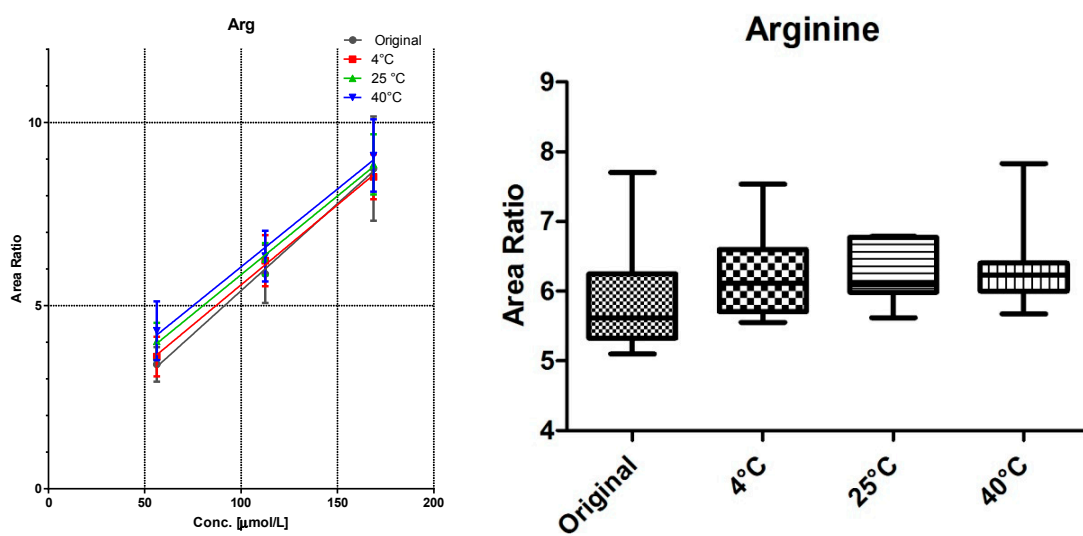 Arg
Original
4°C
25 °C
40°C
Area Ratio
10
5
0
0 50 100 150 200
Conc. [μmol/L]
Arginine
Area Ratio
9
8
7
6
5
4
Original 4°C 25°C 40°C